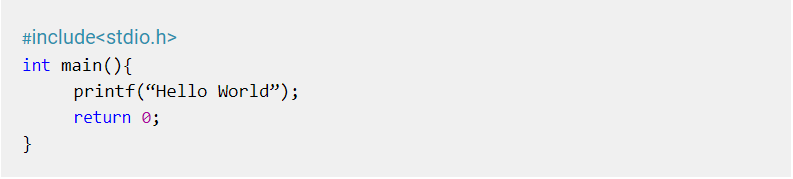 #include<stdio.h>
int main(){
printf(“Hello World”);
return 0;
}